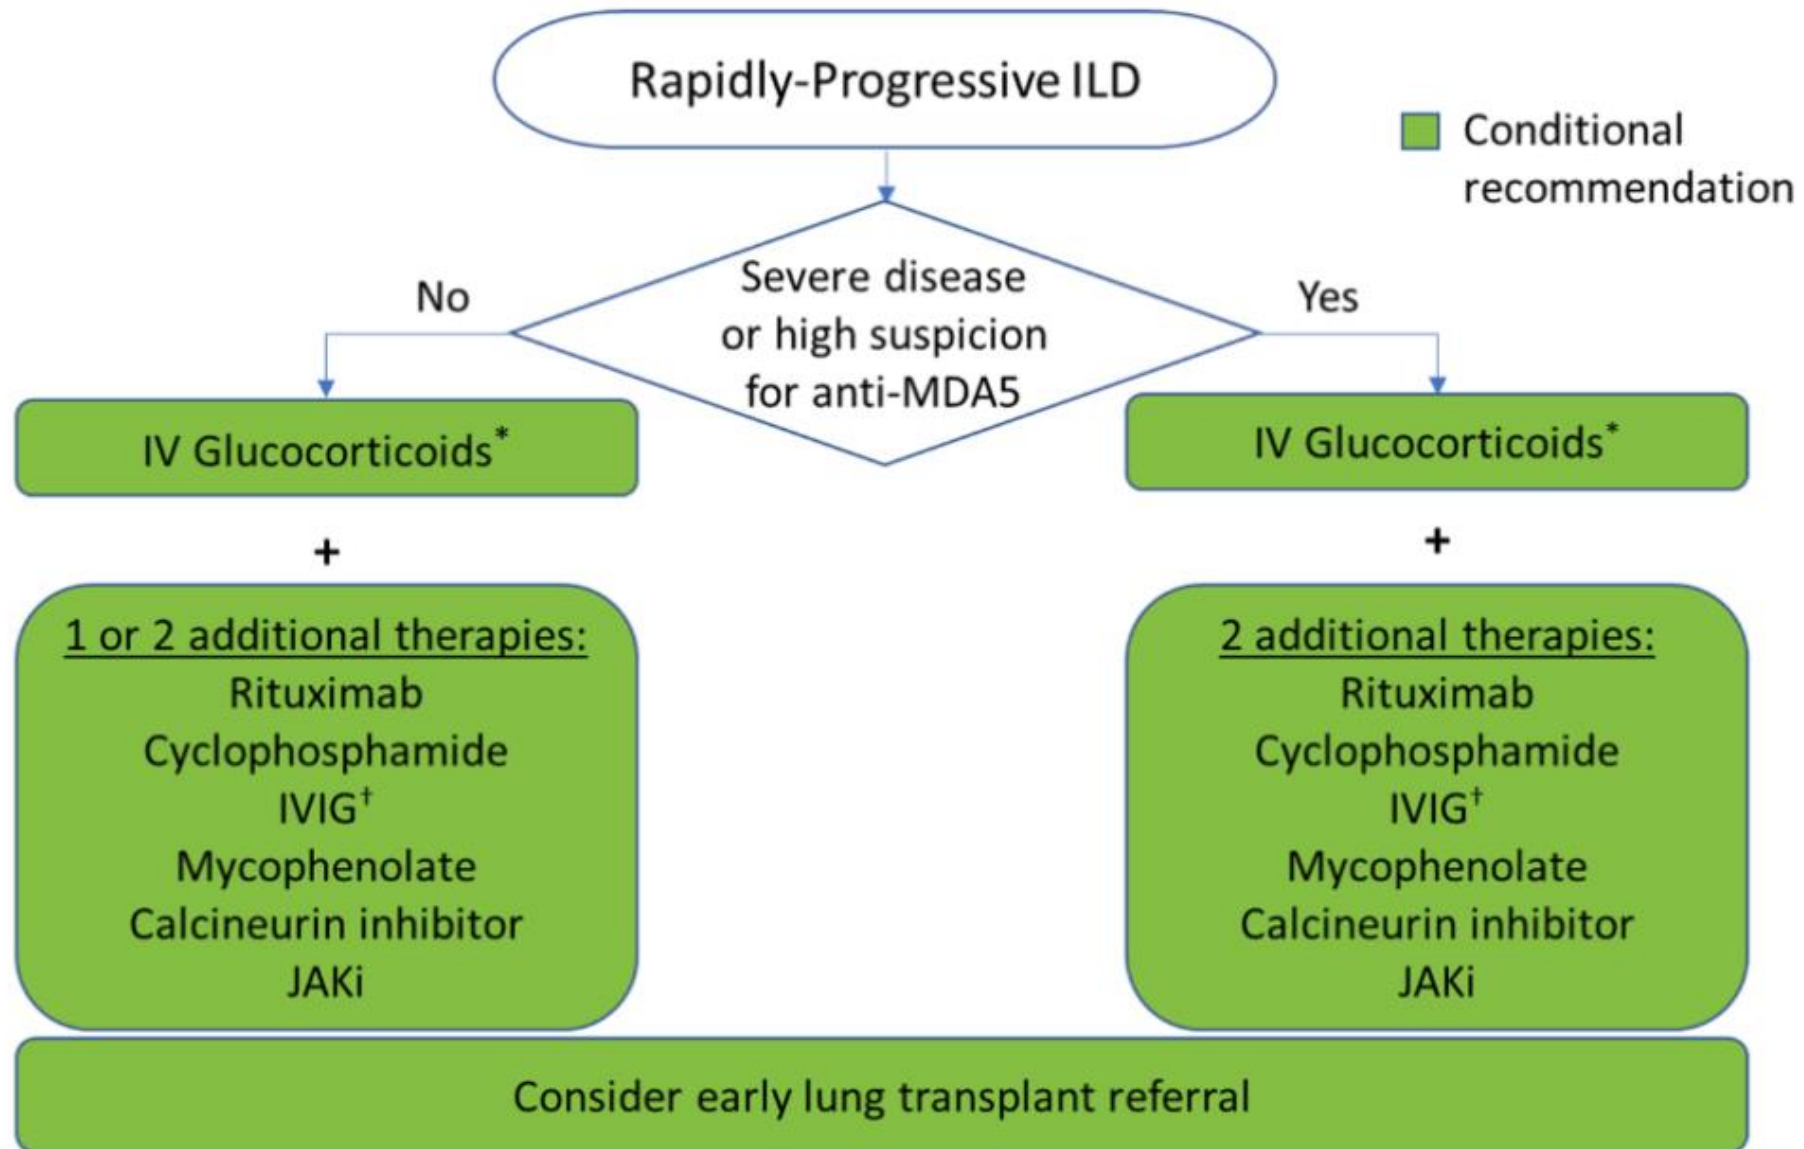 Rapidly-Progressive ILD
Conditional
recommendation
Severe disease
or high suspicion
for anti-MDA5
No
Yes
IV Glucocorticoids*
+
1 or 2 additional therapies:
Rituximab
Cyclophosphamide
IVIG†
Mycophenolate
Calcineurin inhibitor
JAKi
IV Glucocorticoids*
+
2 additional therapies:
Rituximab
Cyclophosphamide
IVIG†
Mycophenolate
Calcineurin inhibitor
JAKi
Consider early lung transplant referral